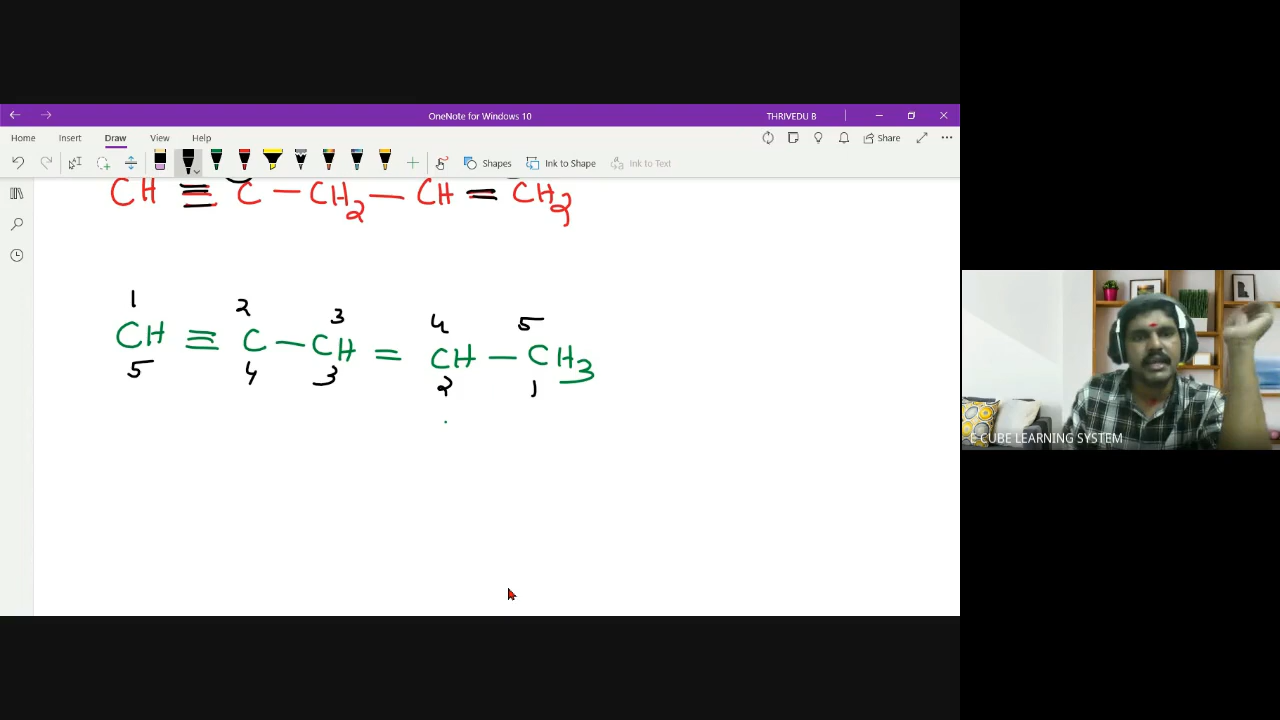 OneNote for Windows 10
THRIVEDU B
Home Insert Draw View Help
Share
Shapes Ink to Shape Ink to Text
CH ≡ C — CH2 — CH = CH2
1 2 3 4 5
CH ≡ C — CH = CH — CH3
5 4 3 2 1
E CUBE LEARNING SYSTEM